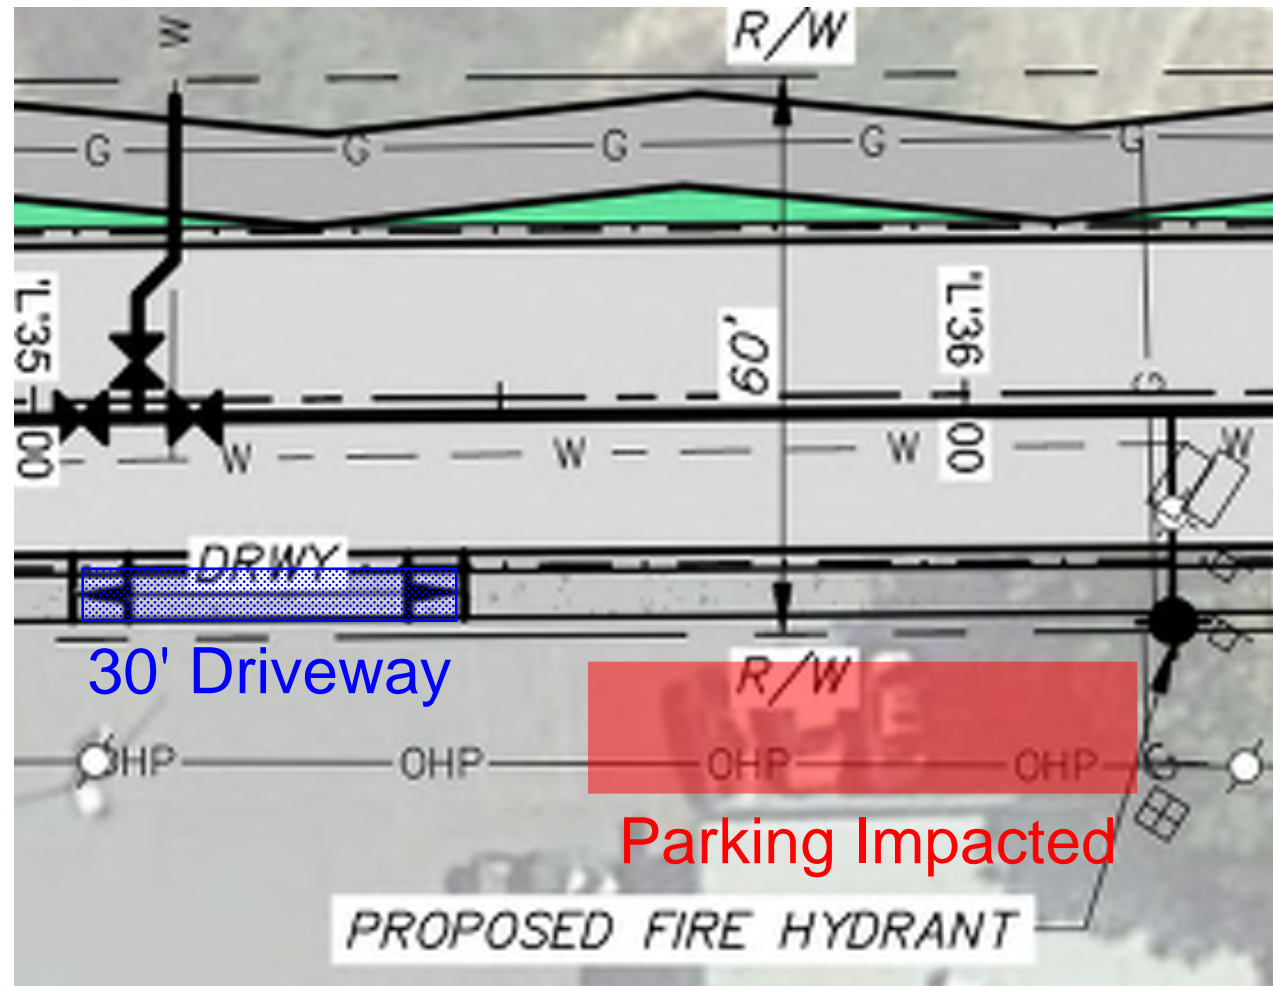 W
R/W
G G G G G
'L'35
00
60'
'L'36
00
G
W W W W
DRWY
30' Driveway
R/W
OHP OHP OHP OHP G
Parking Impacted
PROPOSED FIRE HYDRANT